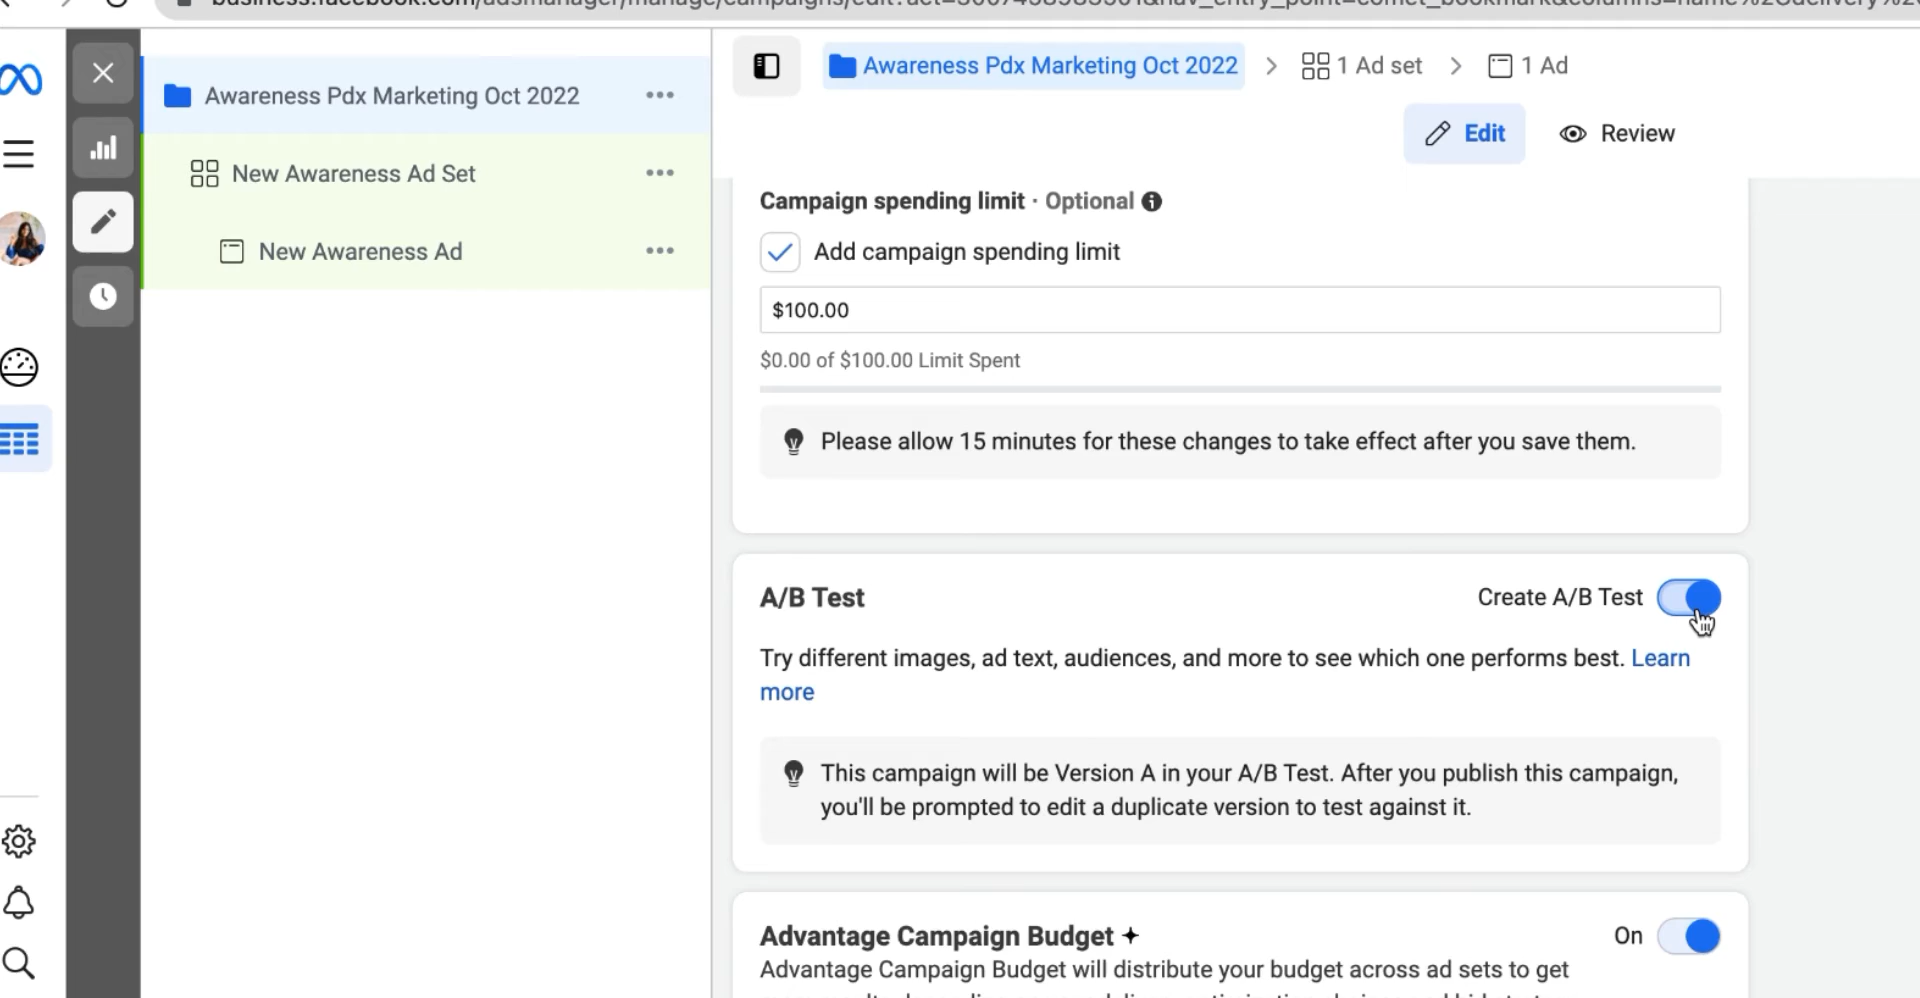 Awareness Pdx Marketing Oct 2022
New Awareness Ad Set
New Awareness Ad
Awareness Pdx Marketing Oct 2022 > 1 Ad set > 1 Ad
Edit Review
Campaign spending limit · Optional
Add campaign spending limit
$100.00
$0.00 of $100.00 Limit Spent
Please allow 15 minutes for these changes to take effect after you save them.
A/B Test Create A/B Test
Try different images, ad text, audiences, and more to see which one performs best. Learn
more
This campaign will be Version A in your A/B Test. After you publish this campaign,
you'll be prompted to edit a duplicate version to test against it.
Advantage Campaign Budget On
Advantage Campaign Budget will distribute your budget across ad sets to get